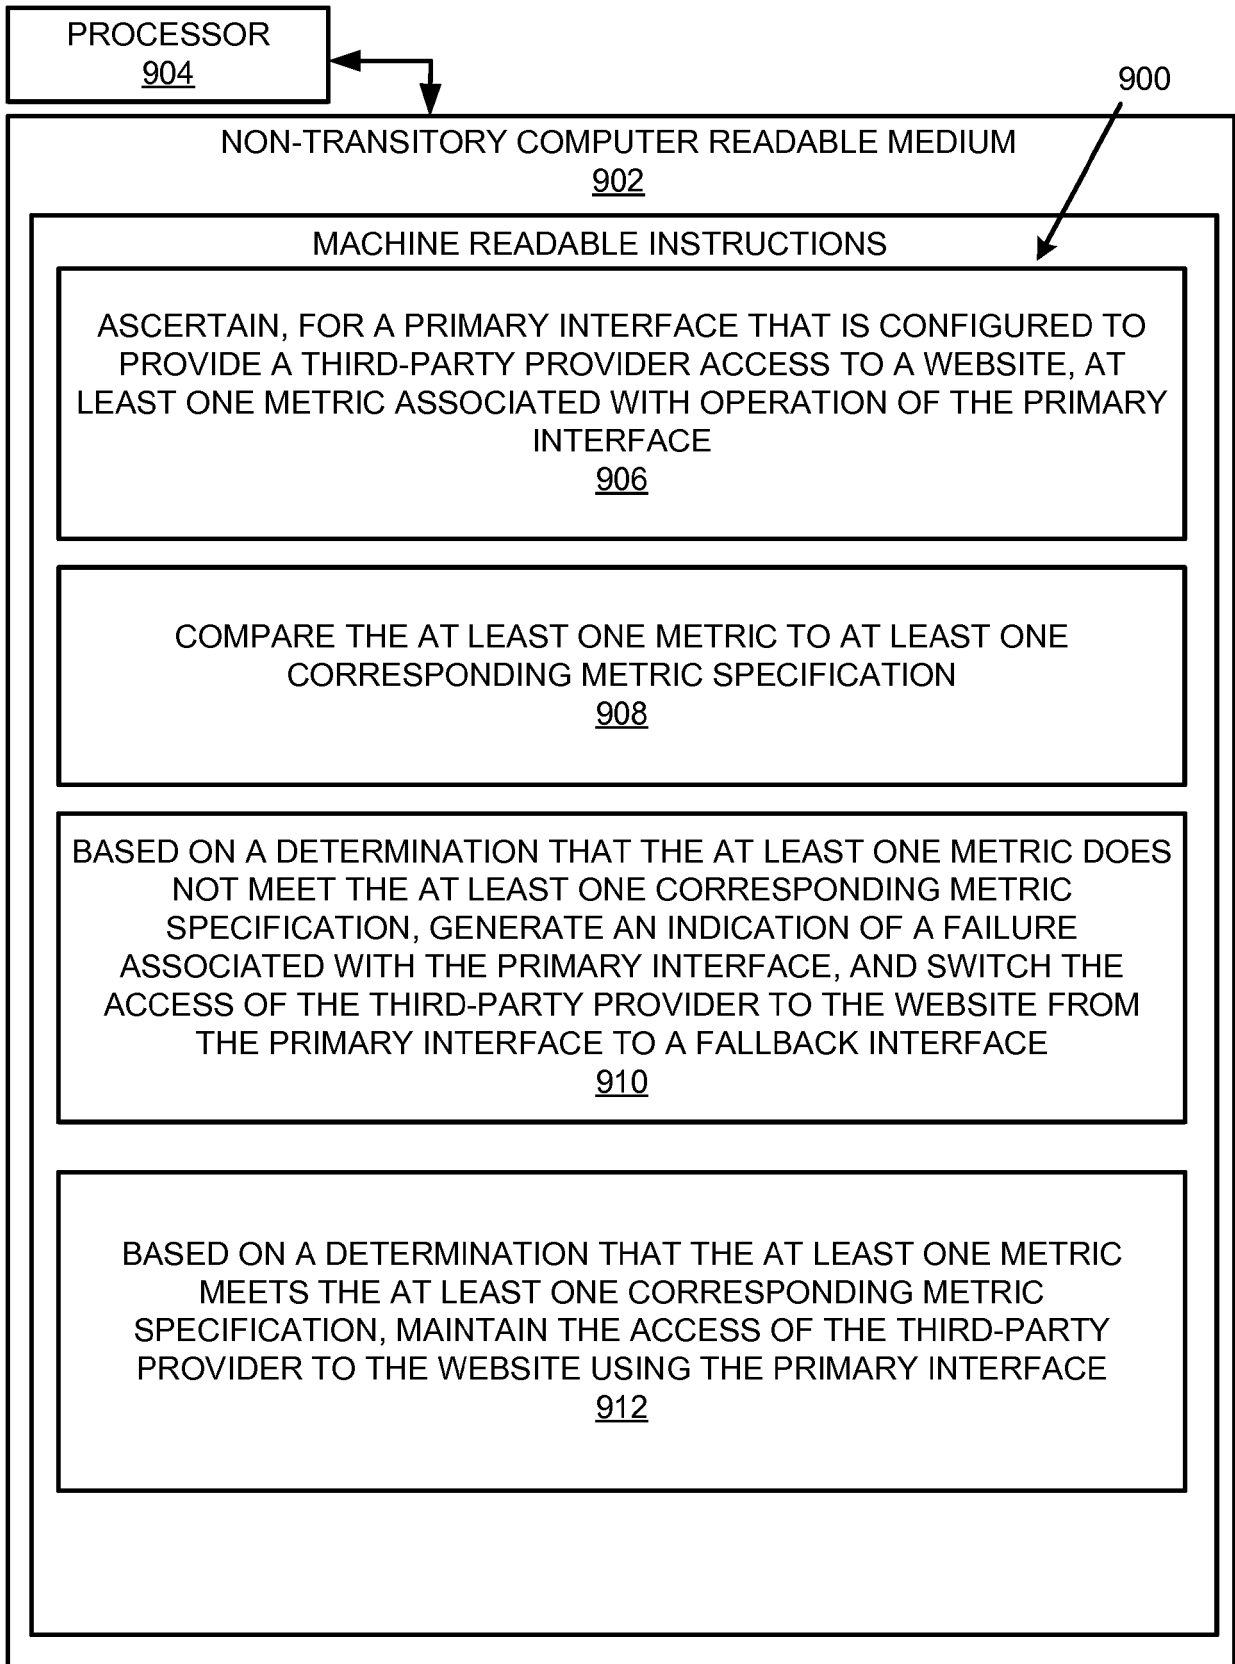 PROCESSOR
904
900
NON-TRANSITORY COMPUTER READABLE MEDIUM
902
MACHINE READABLE INSTRUCTIONS
ASCERTAIN, FOR A PRIMARY INTERFACE THAT IS CONFIGURED TO
PROVIDE A THIRD-PARTY PROVIDER ACCESS TO A WEBSITE, AT
LEAST ONE METRIC ASSOCIATED WITH OPERATION OF THE PRIMARY
INTERFACE
906
COMPARE THE AT LEAST ONE METRIC TO AT LEAST ONE
CORRESPONDING METRIC SPECIFICATION
908
BASED ON A DETERMINATION THAT THE AT LEAST ONE METRIC DOES
NOT MEET THE AT LEAST ONE CORRESPONDING METRIC
SPECIFICATION, GENERATE AN INDICATION OF A FAILURE
ASSOCIATED WITH THE PRIMARY INTERFACE, AND SWITCH THE
ACCESS OF THE THIRD-PARTY PROVIDER TO THE WEBSITE FROM
THE PRIMARY INTERFACE TO A FALLBACK INTERFACE
910
BASED ON A DETERMINATION THAT THE AT LEAST ONE METRIC
MEETS THE AT LEAST ONE CORRESPONDING METRIC
SPECIFICATION, MAINTAIN THE ACCESS OF THE THIRD-PARTY
PROVIDER TO THE WEBSITE USING THE PRIMARY INTERFACE
912